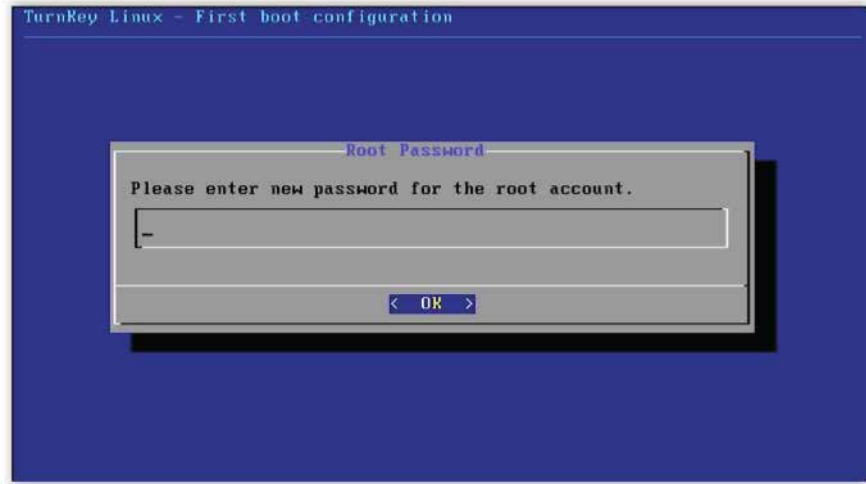 TurnKey Linux - First boot configuration
Root Password
Please enter new password for the root account.
_
< OK >